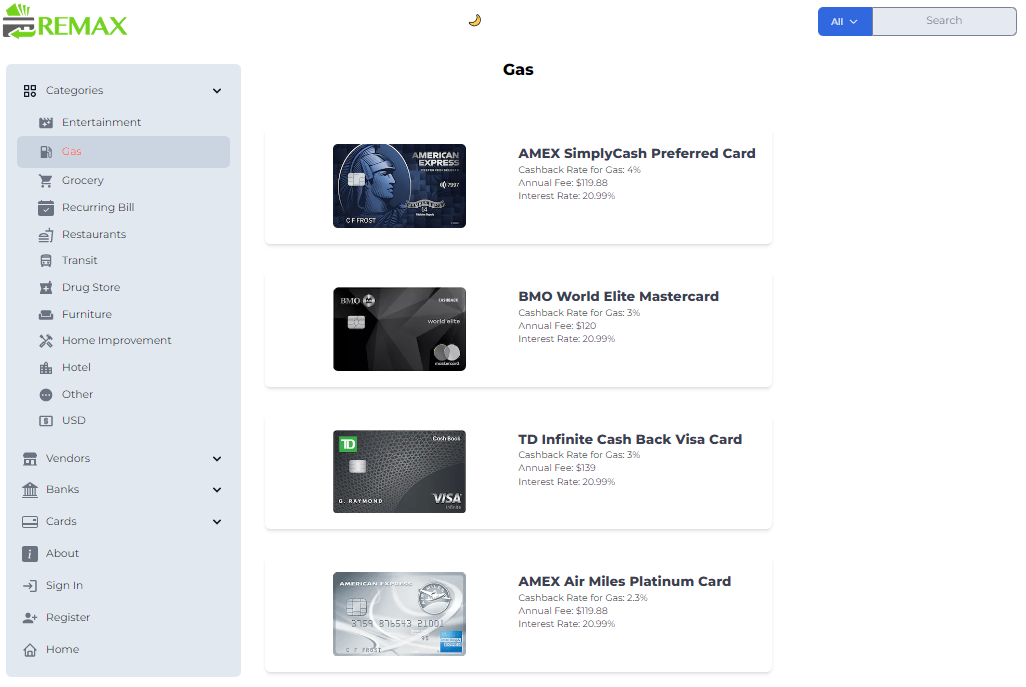 REMAX
All
Search
Categories
Entertainment
Gas
Grocery
Recurring Bill
Restaurants
Transit
Drug Store
Furniture
Home Improvement
Hotel
Other
USD
Vendors
Banks
Cards
About
Sign In
Register
Home
Gas
AMERICAN
EXPRESS
7997
C F FROST
AMEX SimplyCash Preferred Card
Cashback Rate for Gas: 4%
Annual Fee: $119.88
Interest Rate: 20.99%
BMO
CASHBACK
world elite
mastercard
BMO World Elite Mastercard
Cashback Rate for Gas: 3%
Annual Fee: $120
Interest Rate: 20.99%
TD
Cash Back
G. RAYMOND
VISA
Infinite
TD Infinite Cash Back Visa Card
Cashback Rate for Gas: 3%
Annual Fee: $139
Interest Rate: 20.99%
AMERICAN EXPRESS
3759 876543 21001
C F FROST
AMEX Air Miles Platinum Card
Cashback Rate for Gas: 2.3%
Annual Fee: $119.88
Interest Rate: 20.99%